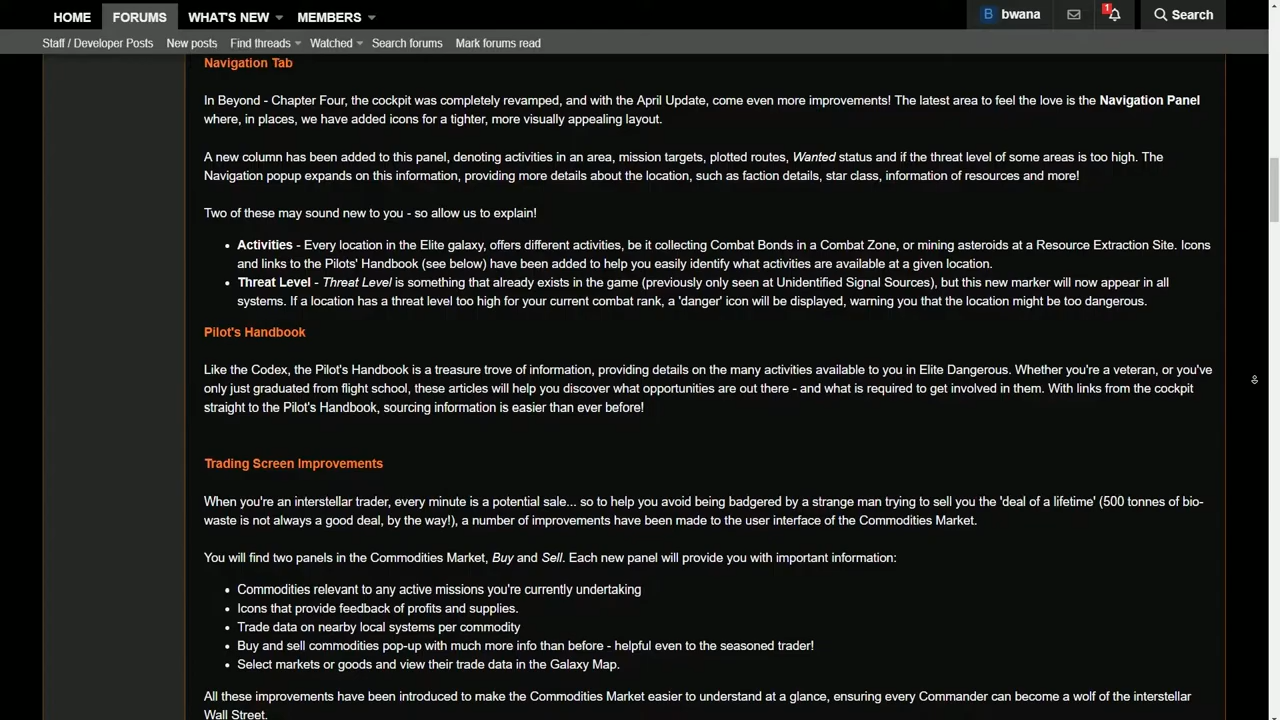 HOME FORUMS WHAT'S NEW MEMBERS B bwana 1 Search
Staff / Developer Posts New posts Find threads Watched Search forums Mark forums read
Navigation Tab
In Beyond - Chapter Four, the cockpit was completely revamped, and with the April Update, come even more improvements! The latest area to feel the love is the Navigation Panel
where, in places, we have added icons for a tighter, more visually appealing layout.
A new column has been added to this panel, denoting activities in an area, mission targets, plotted routes, Wanted status and if the threat level of some areas is too high. The
Navigation popup expands on this information, providing more details about the location, such as faction details, star class, information of resources and more!
Two of these may sound new to you - so allow us to explain!
• Activities - Every location in the Elite galaxy, offers different activities, be it collecting Combat Bonds in a Combat Zone, or mining asteroids at a Resource Extraction Site. Icons
and links to the Pilots' Handbook (see below) have been added to help you easily identify what activities are available at a given location.
• Threat Level - Threat Level is something that already exists in the game (previously only seen at Unidentified Signal Sources), but this new marker will now appear in all
systems. If a location has a threat level too high for your current combat rank, a 'danger' icon will be displayed, warning you that the location might be too dangerous.
Pilot's Handbook
Like the Codex, the Pilot's Handbook is a treasure trove of information, providing details on the many activities available to you in Elite Dangerous. Whether you're a veteran, or you've
only just graduated from flight school, these articles will help you discover what opportunities are out there - and what is required to get involved in them. With links from the cockpit
straight to the Pilot's Handbook, sourcing information is easier than ever before!
Trading Screen Improvements
When you're an interstellar trader, every minute is a potential sale... so to help you avoid being badgered by a strange man trying to sell you the 'deal of a lifetime' (500 tonnes of bio-
waste is not always a good deal, by the way!), a number of improvements have been made to the user interface of the Commodities Market.
You will find two panels in the Commodities Market, Buy and Sell. Each new panel will provide you with important information:
• Commodities relevant to any active missions you're currently undertaking
• Icons that provide feedback of profits and supplies.
• Trade data on nearby local systems per commodity
• Buy and sell commodities pop-up with much more info than before - helpful even to the seasoned trader!
• Select markets or goods and view their trade data in the Galaxy Map.
All these improvements have been introduced to make the Commodities Market easier to understand at a glance, ensuring every Commander can become a wolf of the interstellar
Wall Street.